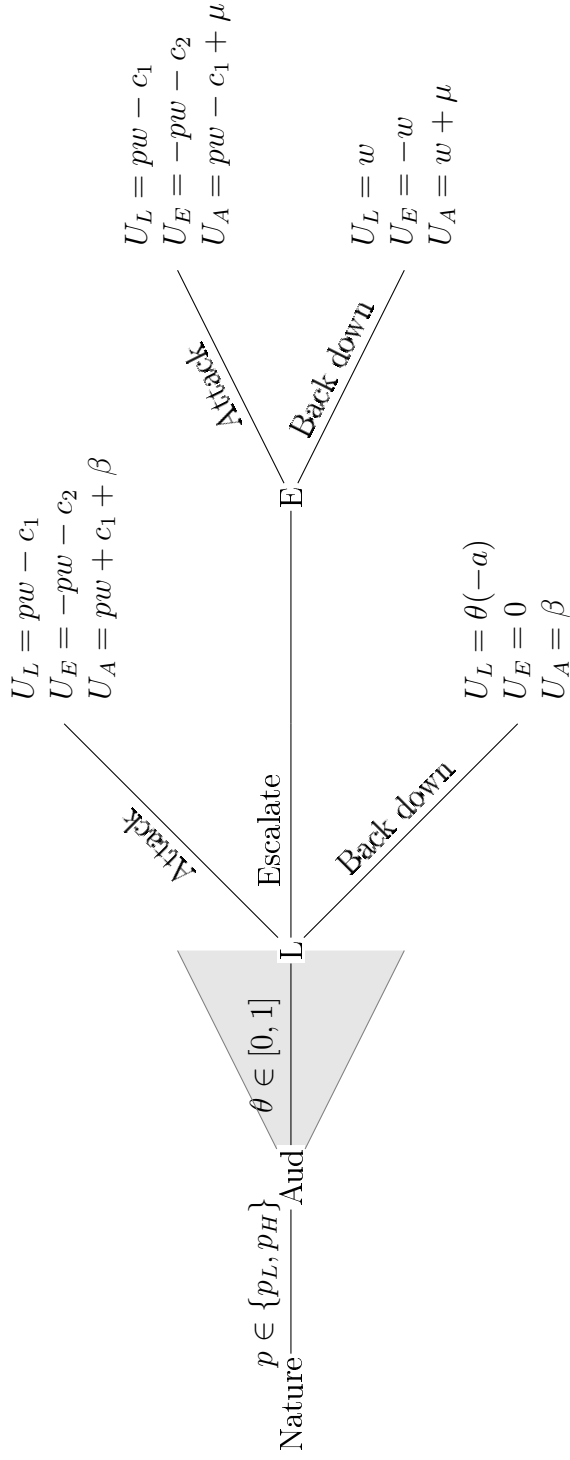 Nature
p ∈ {p_L, p_H}
Aud
θ ∈ [0, 1]
L
Attack
U_L = pw − c_1
U_E = −pw − c_2
U_A = pw + c_1 + β
Escalate
Back down
U_L = θ(−a)
U_E = 0
U_A = β
E
Attack
U_L = pw − c_1
U_E = −pw − c_2
U_A = pw − c_1 + μ
Back down
U_L = w
U_E = −w
U_A = w + μ